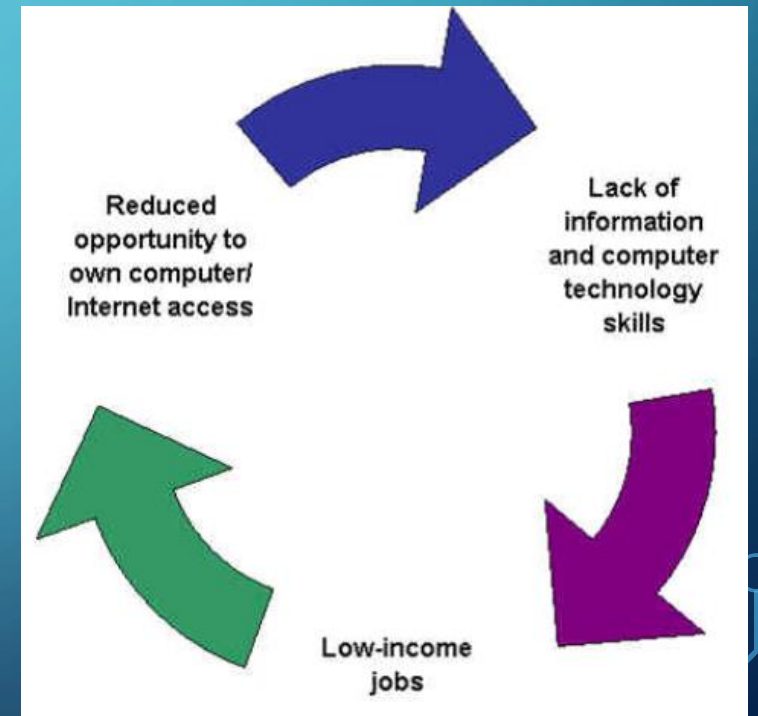 Reduced
opportunity to
own computer/
Internet access
Lack of
information
and computer
technology
skills
Low-income
jobs